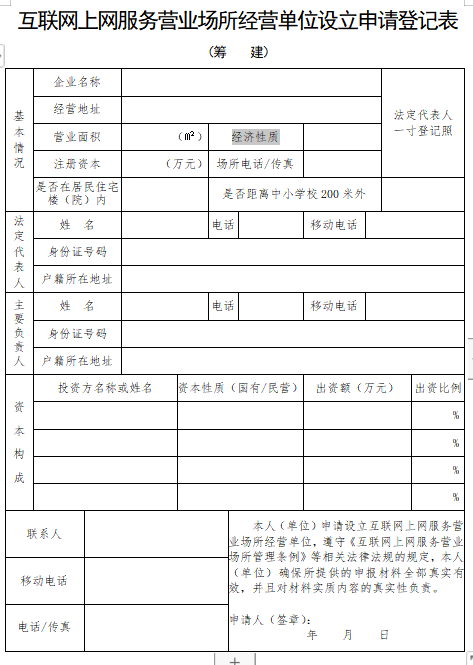 互联网上网服务营业场所经营单位设立申请登记表
（筹 建）
基本情况
企业名称
法定代表人
一寸登记照
经营地址
营业面积 （㎡） 经济性质
注册资本 （万元） 场所电话/传真
是否在居民住宅
楼（院）内
是否距离中小学校200米外
法定代表人
姓 名 电话 移动电话
身份证号码
户籍所在地址
主要负责人
姓 名 电话 移动电话
身份证号码
户籍所在地址
资本构成
投资方名称或姓名 资本性质（国有/民营） 出资额（万元） 出资比例
%
%
%
%
联系人
移动电话
电话/传真
本人（单位）申请设立互联网上网服务营
业场所经营单位，遵守《互联网上网服务营业
场所管理条例》等相关法律法规的规定，本人
（单位）确保所提供的申报材料全部真实有
效，并且对材料实质内容的真实性负责。
申请人（签章）：
年 月 日